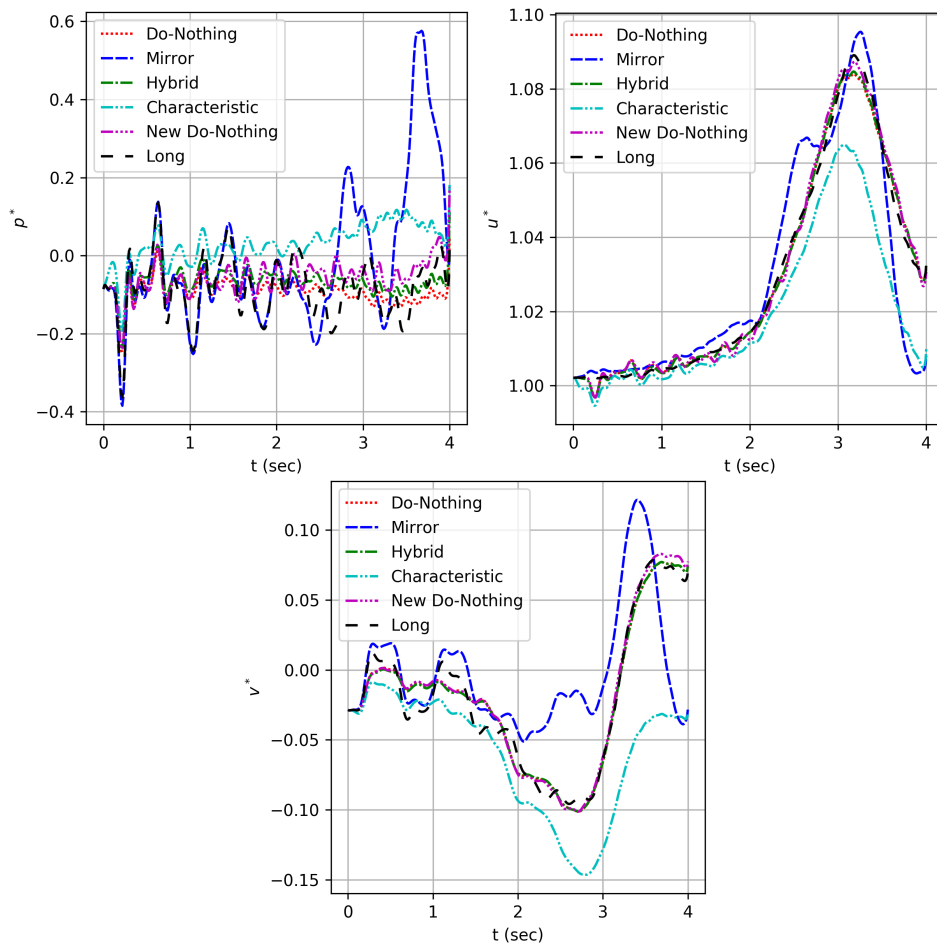 0.6
0.4
0.2
0.0
−0.2
−0.4
p*
0
1
2
3
4
t (sec)
Do-Nothing
Mirror
Hybrid
Characteristic
New Do-Nothing
Long
1.10
1.08
1.06
1.04
1.02
1.00
u*
0
1
2
3
4
t (sec)
Do-Nothing
Mirror
Hybrid
Characteristic
New Do-Nothing
Long
0.10
0.05
0.00
−0.05
−0.10
−0.15
v*
0
1
2
3
4
t (sec)
Do-Nothing
Mirror
Hybrid
Characteristic
New Do-Nothing
Long